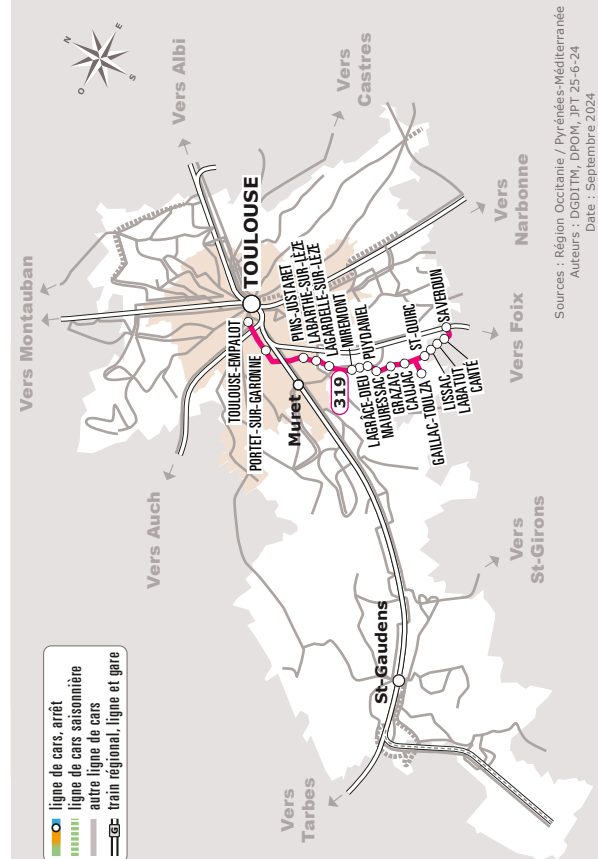 N
E
S
O
Vers Albi
Vers
Castres
Vers Montauban
TOULOUSE
Vers
Narbonne
TOULOUSE-EMPALOT
PORTET-SUR-GARONNE
PINS-JUSTARET
LABARTHE-SUR-LÈZE
LAGARDELLE-SUR-LÈZE
MIREMONT
PUYDANIEL
319
LAGRÂCE-DIEU
MAURESSAC
GRAZAC
CAUJAC
GAILLAC-TOULZA
ST-QUIRC
LISSAC
LABATUT
CANTÉ
SAVERDUN
Muret
Vers Foix
Vers Auch
Vers
St-Girons
St-Gaudens
Vers
Tarbes
ligne de cars, arrêt
ligne de cars saisonnière
autre ligne de cars
G
train régional, ligne et gare
Sources : Région Occitanie / Pyrénées-Méditerranée
Auteurs : DGDITM, DPOM, JPT 25-6-24
Date : Septembre 2024